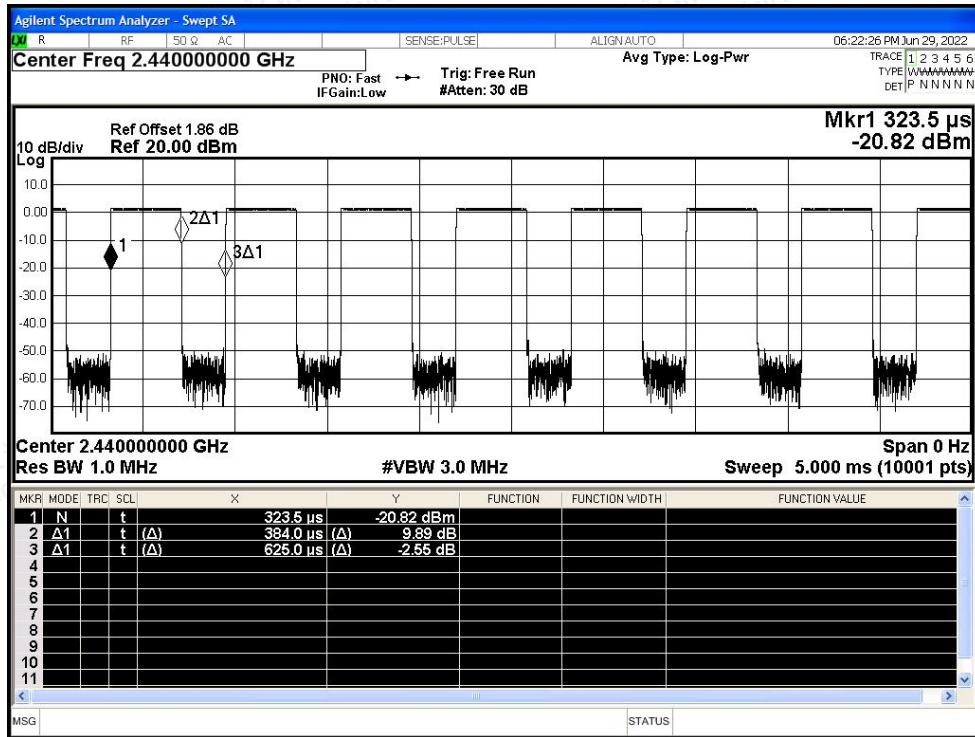 Agilent Spectrum Analyzer - Swept SA
LXI R RF 50 Ω AC SENSE:PULSE ALIGN AUTO 06:22:26 PM Jun 29, 2022
Center Freq 2.440000000 GHz Avg Type: Log-Pwr TRACE 1 2 3 4 5 6
PNO: Fast Trig: Free Run TYPE
IFGain:Low #Atten: 30 dB DET P N N N N N
Mkr1 323.5 µs
Ref Offset 1.86 dB
10 dB/div Ref 20.00 dBm -20.82 dBm
Log
10.0
0.00
2Δ1
-10.0
1
3Δ1
-20.0
-30.0
-40.0
-50.0
-60.0
-70.0
Center 2.440000000 GHz Span 0 Hz
Res BW 1.0 MHz #VBW 3.0 MHz Sweep 5.000 ms (10001 pts)
MKR MODE TRC SCL X Y FUNCTION FUNCTION WIDTH FUNCTION VALUE
1 N t 323.5 µs -20.82 dBm
2 Δ1 t (Δ) 384.0 µs (Δ) 9.89 dB
3 Δ1 t (Δ) 625.0 µs (Δ) -2.55 dB
4
5
6
7
8
9
10
11
MSG STATUS